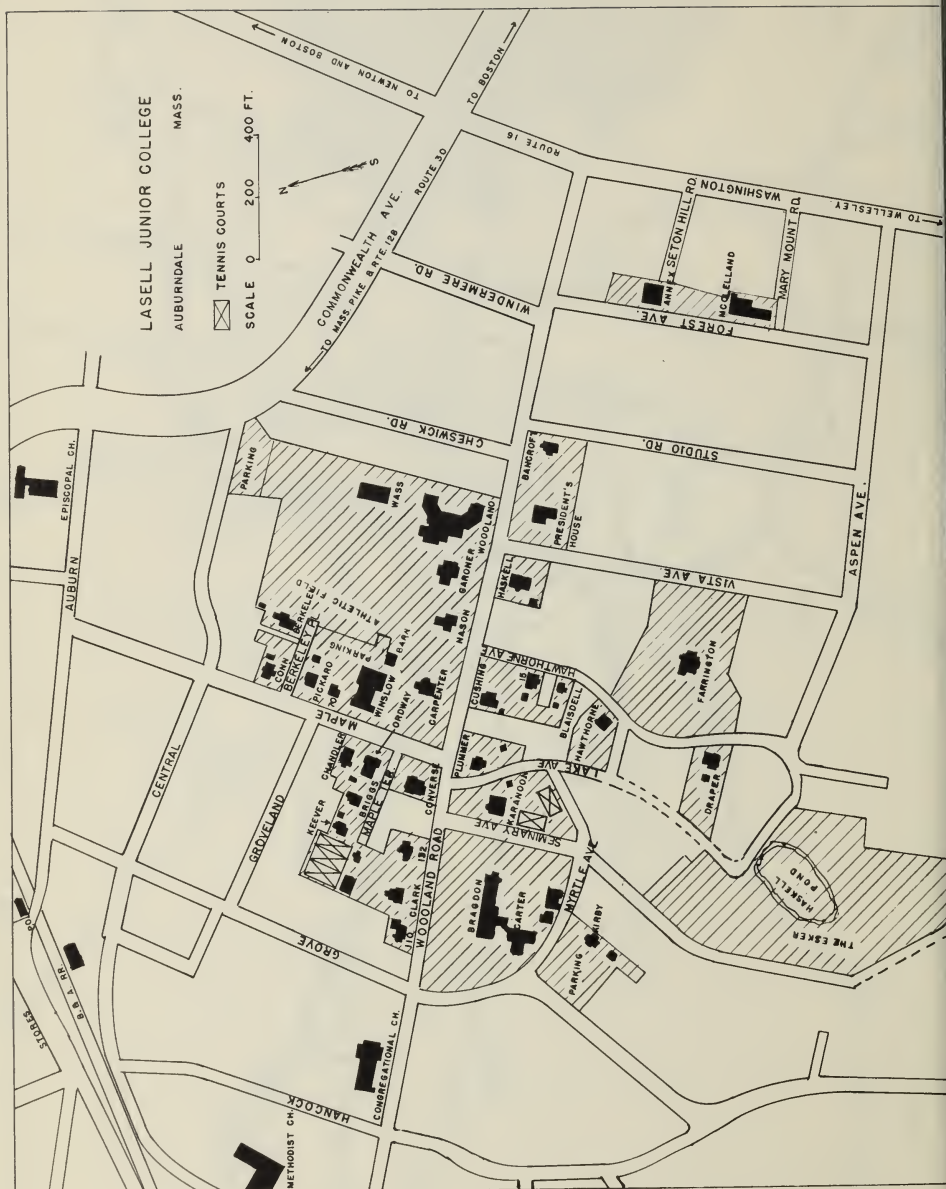 LASELL JUNIOR COLLEGE
AUBURNDALE MASS.
TENNIS COURTS
SCALE 0 200 400 FT.
N
S
TO NEWTON AND BOSTON
TO BOSTON
COMMONWEALTH AVE.
ROUTE 30
TO MASS. PIKE & RTE. 128
ROUTE 16
WASHINGTON
TO WELLESLEY
SETON HILL RD.
MARY MOUNT RD.
ANNEX
MCCLELLAND
FOREST AVE.
WINDERMERE RD.
CHESWICK RD.
STUDIO RD.
ASPEN AVE.
VISTA AVE
EPISCOPAL CH.
AUBURN
PARKING
WASS
WOODLAND
GARDNER
BANCROFT
PRESIDENT'S
HOUSE
HASKELL
ATHLETIC FIELD
BERKELEY
BERKELEY P.
CONN
PICKARD
70
PARKING
BARN
WINSLOW
ORDWAY
CARPENTER
MASON
MAPLE
HAWTHORNE AVE.
CUSHING
15
BLAISDELL
HAWTHORNE
FARRINGTON
DRAPER
LAKE AVE
PLUMMER
KARANDON
SEMINARY AVE
CENTRAL
GROVELAND
CHANDLER
BRIGGS
KEEVER
MAPLE TER.
CONVERSE
132
CLARK
110
WOODLAND ROAD
GROVE
BRAGDON
CARTER
MYRTLE AVE
KIRBY
PARKING
HASKELL
POND
THE ESKER
PO.
B. & A. RR.
STORES
CONGREGATIONAL CH.
HANCOCK
METHODIST CH.